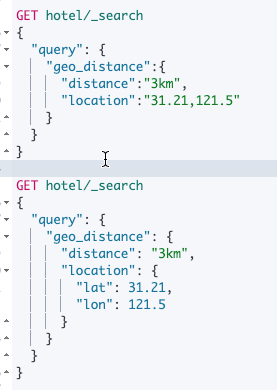 GET hotel/_search
{
  "query": {
    "geo_distance":{
      "distance":"3km",
      "location":"31.21,121.5"
    }
  }
}
GET hotel/_search
{
  "query": {
    "geo_distance": {
      "distance": "3km",
      "location": {
        "lat": 31.21,
        "lon": 121.5
      }
    }
  }
}